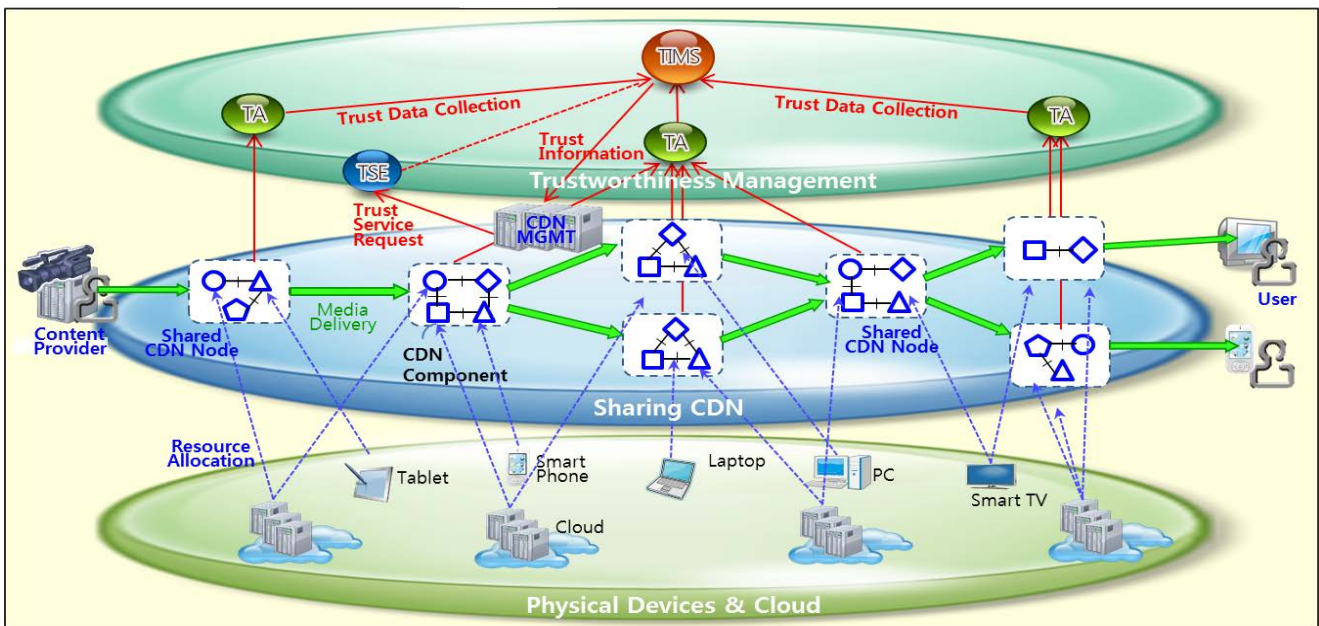 TIMS
TA
Trust Data Collection
Trust Data Collection
TA
Trust
Information
TA
TSE
Trustworthiness Management
Trust
Service
Request
CDN
MGMT
Content
Provider
Shared
CDN Node
Media
Delivery
CDN
Component
Shared
CDN Node
User
Sharing CDN
Resource
Allocation
Tablet
Smart
Phone
Laptop
PC
Smart TV
Cloud
Physical Devices & Cloud